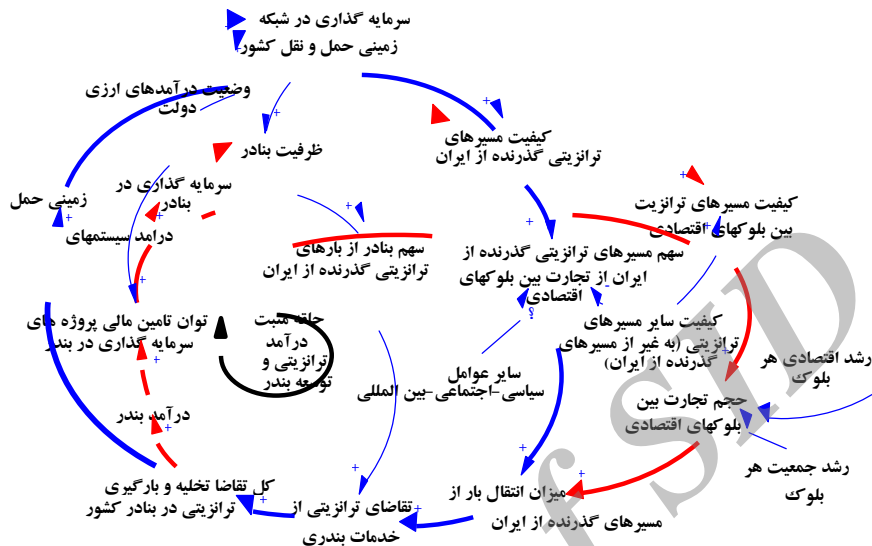 سرمایه گذاری در شبکه
زمینی حمل و نقل کشور
وضعیت درآمدهای ارزی
دولت
کیفیت مسیرهای
ترانزیتی گذرنده از ایران
ظرفیت بنادر
سرمایه گذاری در
بنادر
زمینی حمل
درامد سیستمهای
کیفیت مسیرهای ترانزیت
بین بلوکهای اقتصادی
سهم بنادر از بارهای
ترانزیتی گذرنده از ایران
سهم مسیرهای ترانزیتی گذرنده از
ایران از تجارت بین بلوکهای
اقتصادی
؟
توان تامین مالی پروژه های
سرمایه گذاری در بندر
حلقه مثبت
درآمد
ترانزیتی و
توسعه بندر
کیفیت سایر مسیرهای
ترانزیتی (به غیر از مسیرهای
گذرنده از ایران)
رشد اقتصادی هر
بلوک
سایر عوامل
سیاسی-اجتماعی-بین المللی
حجم تجارت بین
بلوکهای اقتصادی
درآمد بندر
رشد جمعیت هر
بلوک
کل تقاضا تخلیه و بارگیری
ترانزیتی در بنادر کشور
تقاضای ترانزیتی از
خدمات بندری
میزان انتقال بار از
مسیرهای گذرنده از ایران
f SID